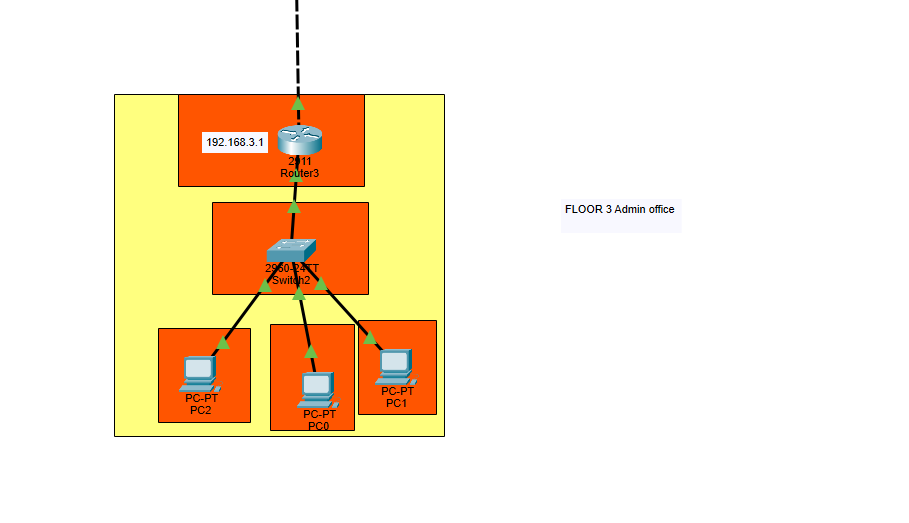 192.168.3.1
2911
Router3
FLOOR 3 Admin office
2960-24TT
Switch2
PC-PT
PC2
PC-PT
PC0
PC-PT
PC1